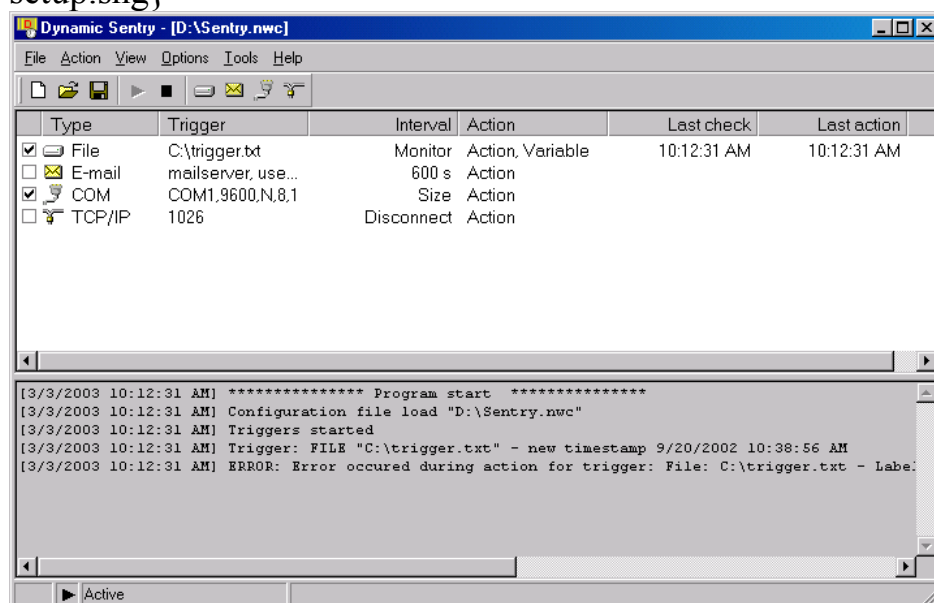 Dynamic Sentry - [D:\Sentry.nwc]
File Action View Options Tools Help
Type Trigger Interval Action Last check Last action
File C:\trigger.txt Monitor Action, Variable 10:12:31 AM 10:12:31 AM
E-mail mailserver, use... 600 s Action
COM COM1,9600,N,8,1 Size Action
TCP/IP 1026 Disconnect Action
[3/3/2003 10:12:31 AM] *************** Program start ***************
[3/3/2003 10:12:31 AM] Configuration file load "D:\Sentry.nwc"
[3/3/2003 10:12:31 AM] Triggers started
[3/3/2003 10:12:31 AM] Trigger: FILE "C:\trigger.txt" - new timestamp 9/20/2002 10:38:56 AM
[3/3/2003 10:12:31 AM] ERROR: Error occured during action for trigger: File: C:\trigger.txt - Label
Active